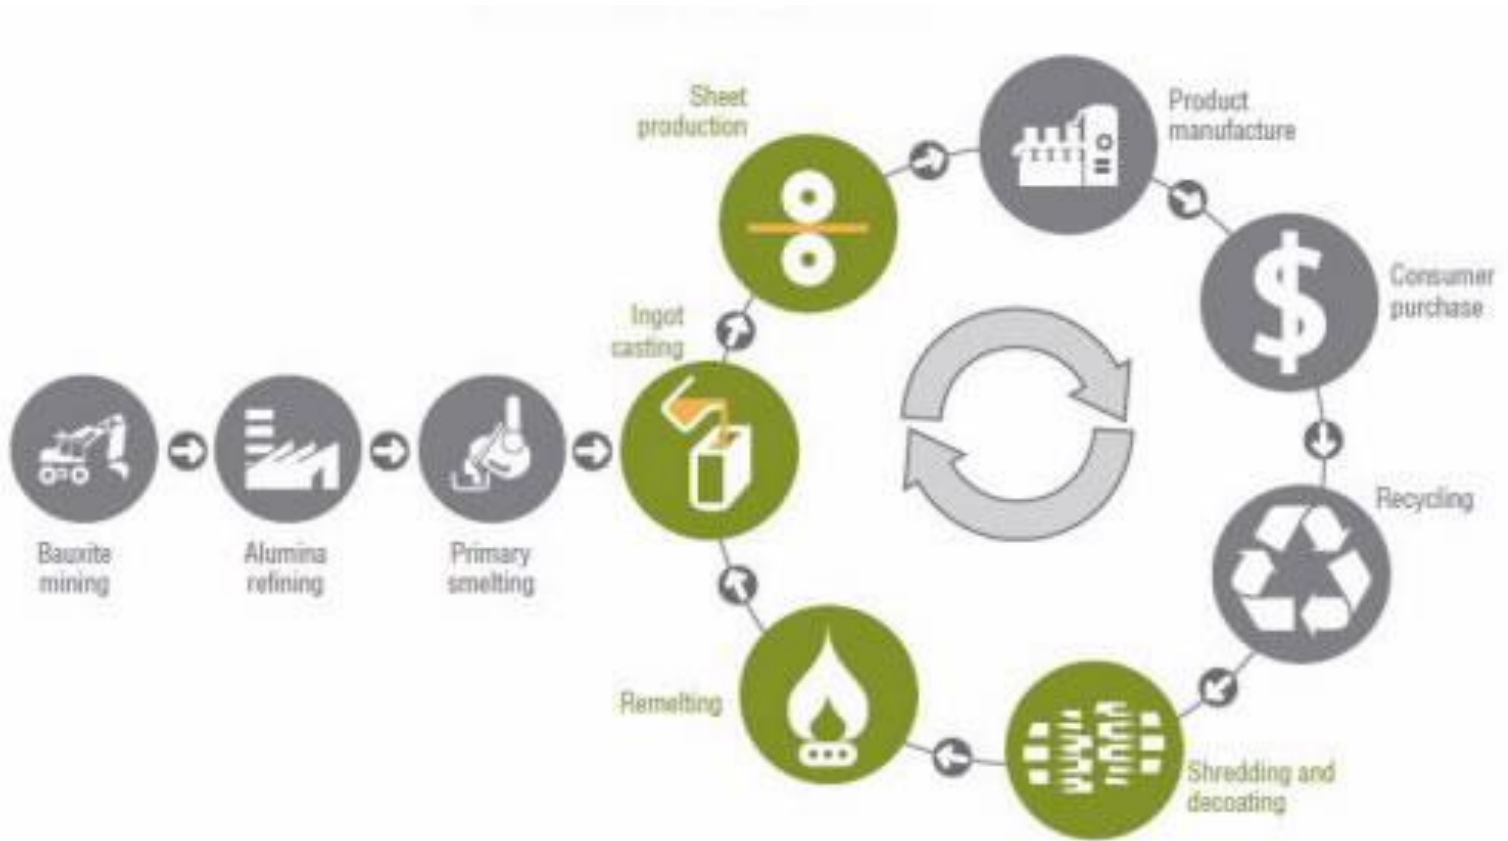 Sheet
production
Product
manufacture
Consumer
purchase
Ingot
casting
Bauxite
mining
Alumina
refining
Primary
smelting
Recycling
Remelting
Shredding and
decoating